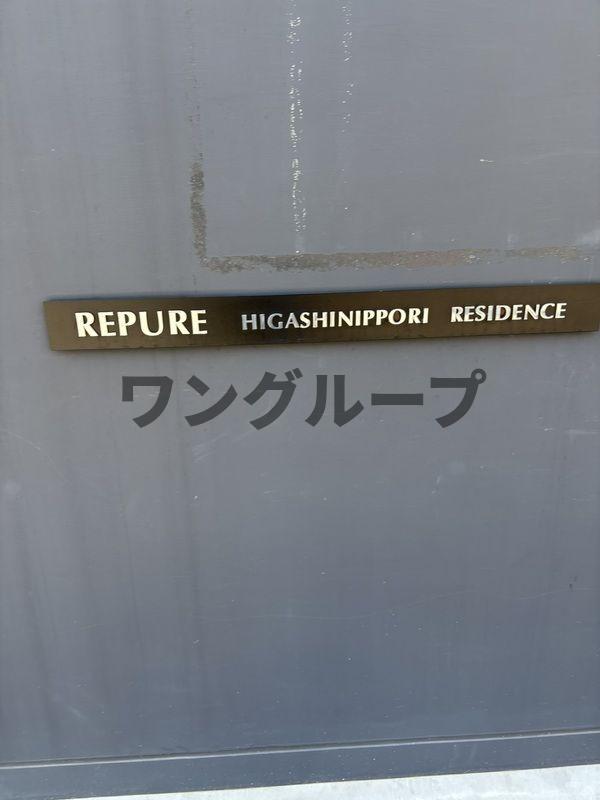 REPURE HIGASHINIPPORI RESIDENCE
ワングループ